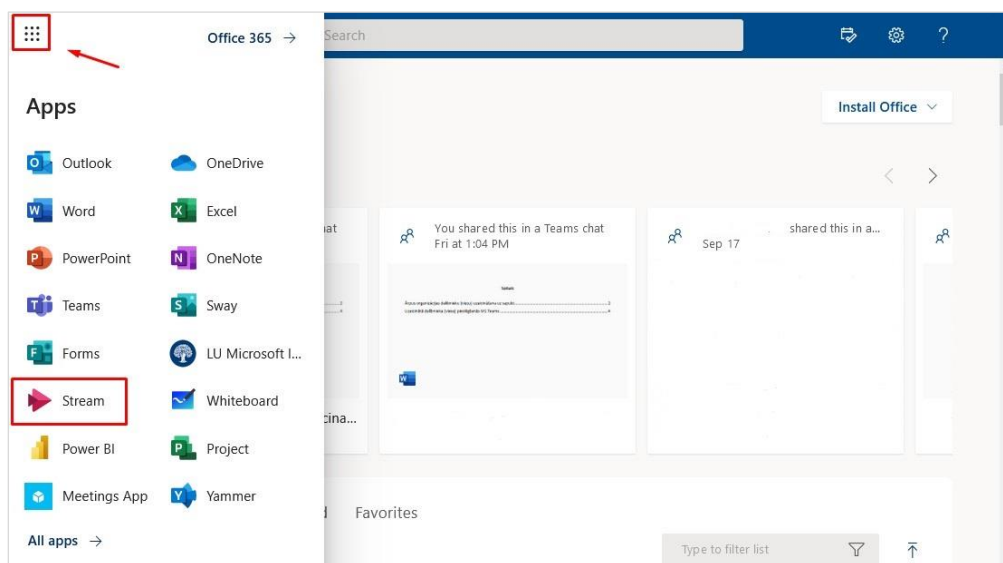 Office 365 →
Search
Apps
Install Office
Outlook
OneDrive
Word
Excel
PowerPoint
OneNote
Teams
Sway
Forms
LU Microsoft I...
Stream
Whiteboard
Power BI
Project
Meetings App
Yammer
All apps →
You shared this in a Teams chat
Fri at 1:04 PM
shared this in a...
Sep 17
cina...
Favorites
Type to filter list